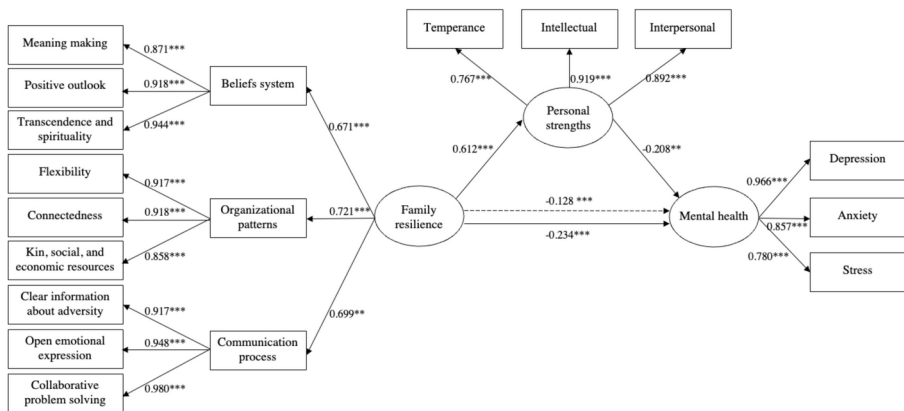 Temperance
Intellectual
Interpersonal
Meaning making
0.871***
0.767***
0.919***
0.892***
Positive outlook
0.918***
Beliefs system
Personal
strengths
Transcendence and
spirituality
0.944***
0.671***
0.612***
-0.208**
Depression
Flexibility
0.917***
0.966***
Connectedness
0.918***
Organizational
patterns
0.721***
Family
resilience
-0.128 ***
-0.234***
Mental health
0.857***
Anxiety
Kin, social, and
economic resources
0.858***
0.780***
Stress
Clear information
about adversity
0.917***
0.699**
Open emotional
expression
0.948***
Communication
process
Collaborative
problem solving
0.980***